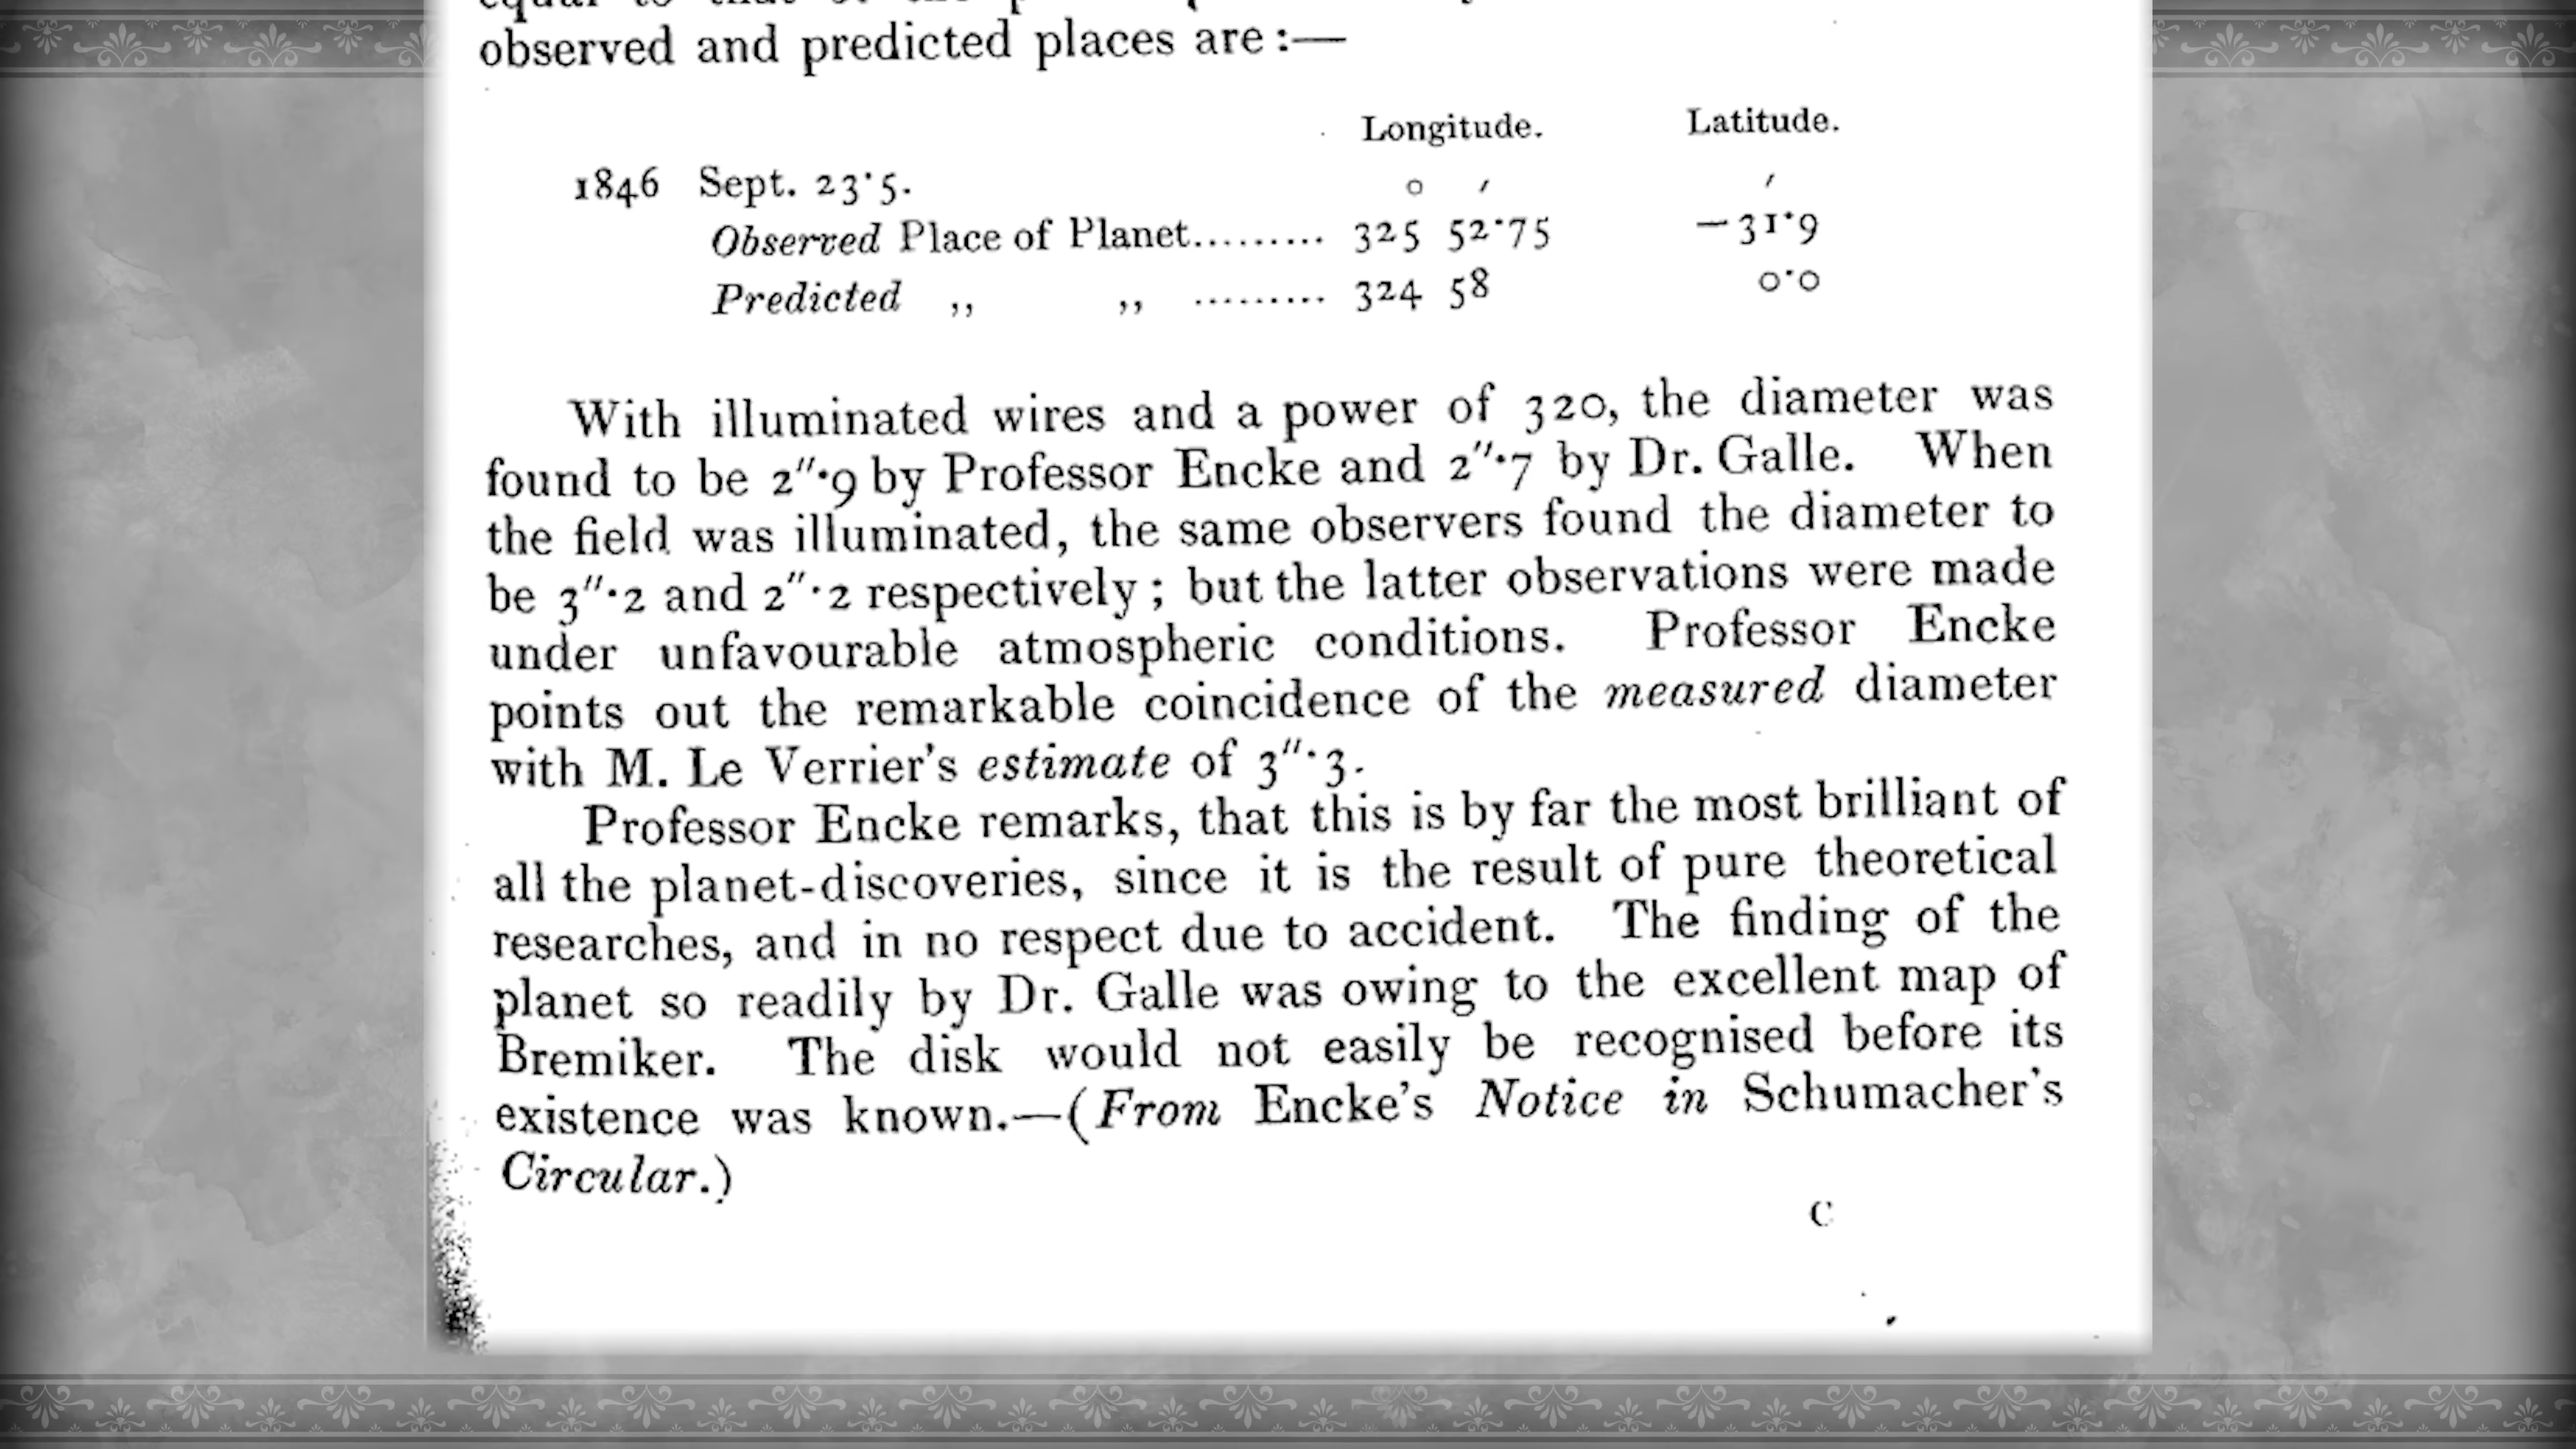 equal to that of the p
observed and predicted places are :—
Longitude. Latitude.
1846 Sept. 23·5. ° ′ ′
Observed Place of Planet......... 325 52·75 −31·9
Predicted ,, ,, ......... 324 58 0·0
With illuminated wires and a power of 320, the diameter was
found to be 2″·9 by Professor Encke and 2″·7 by Dr. Galle. When
the field was illuminated, the same observers found the diameter to
be 3″·2 and 2″·2 respectively ; but the latter observations were made
under unfavourable atmospheric conditions. Professor Encke
points out the remarkable coincidence of the measured diameter
with M. Le Verrier's estimate of 3″·3.
Professor Encke remarks, that this is by far the most brilliant of
all the planet-discoveries, since it is the result of pure theoretical
researches, and in no respect due to accident. The finding of the
planet so readily by Dr. Galle was owing to the excellent map of
Bremiker. The disk would not easily be recognised before its
existence was known.—(From Encke's Notice in Schumacher's
Circular.)
C